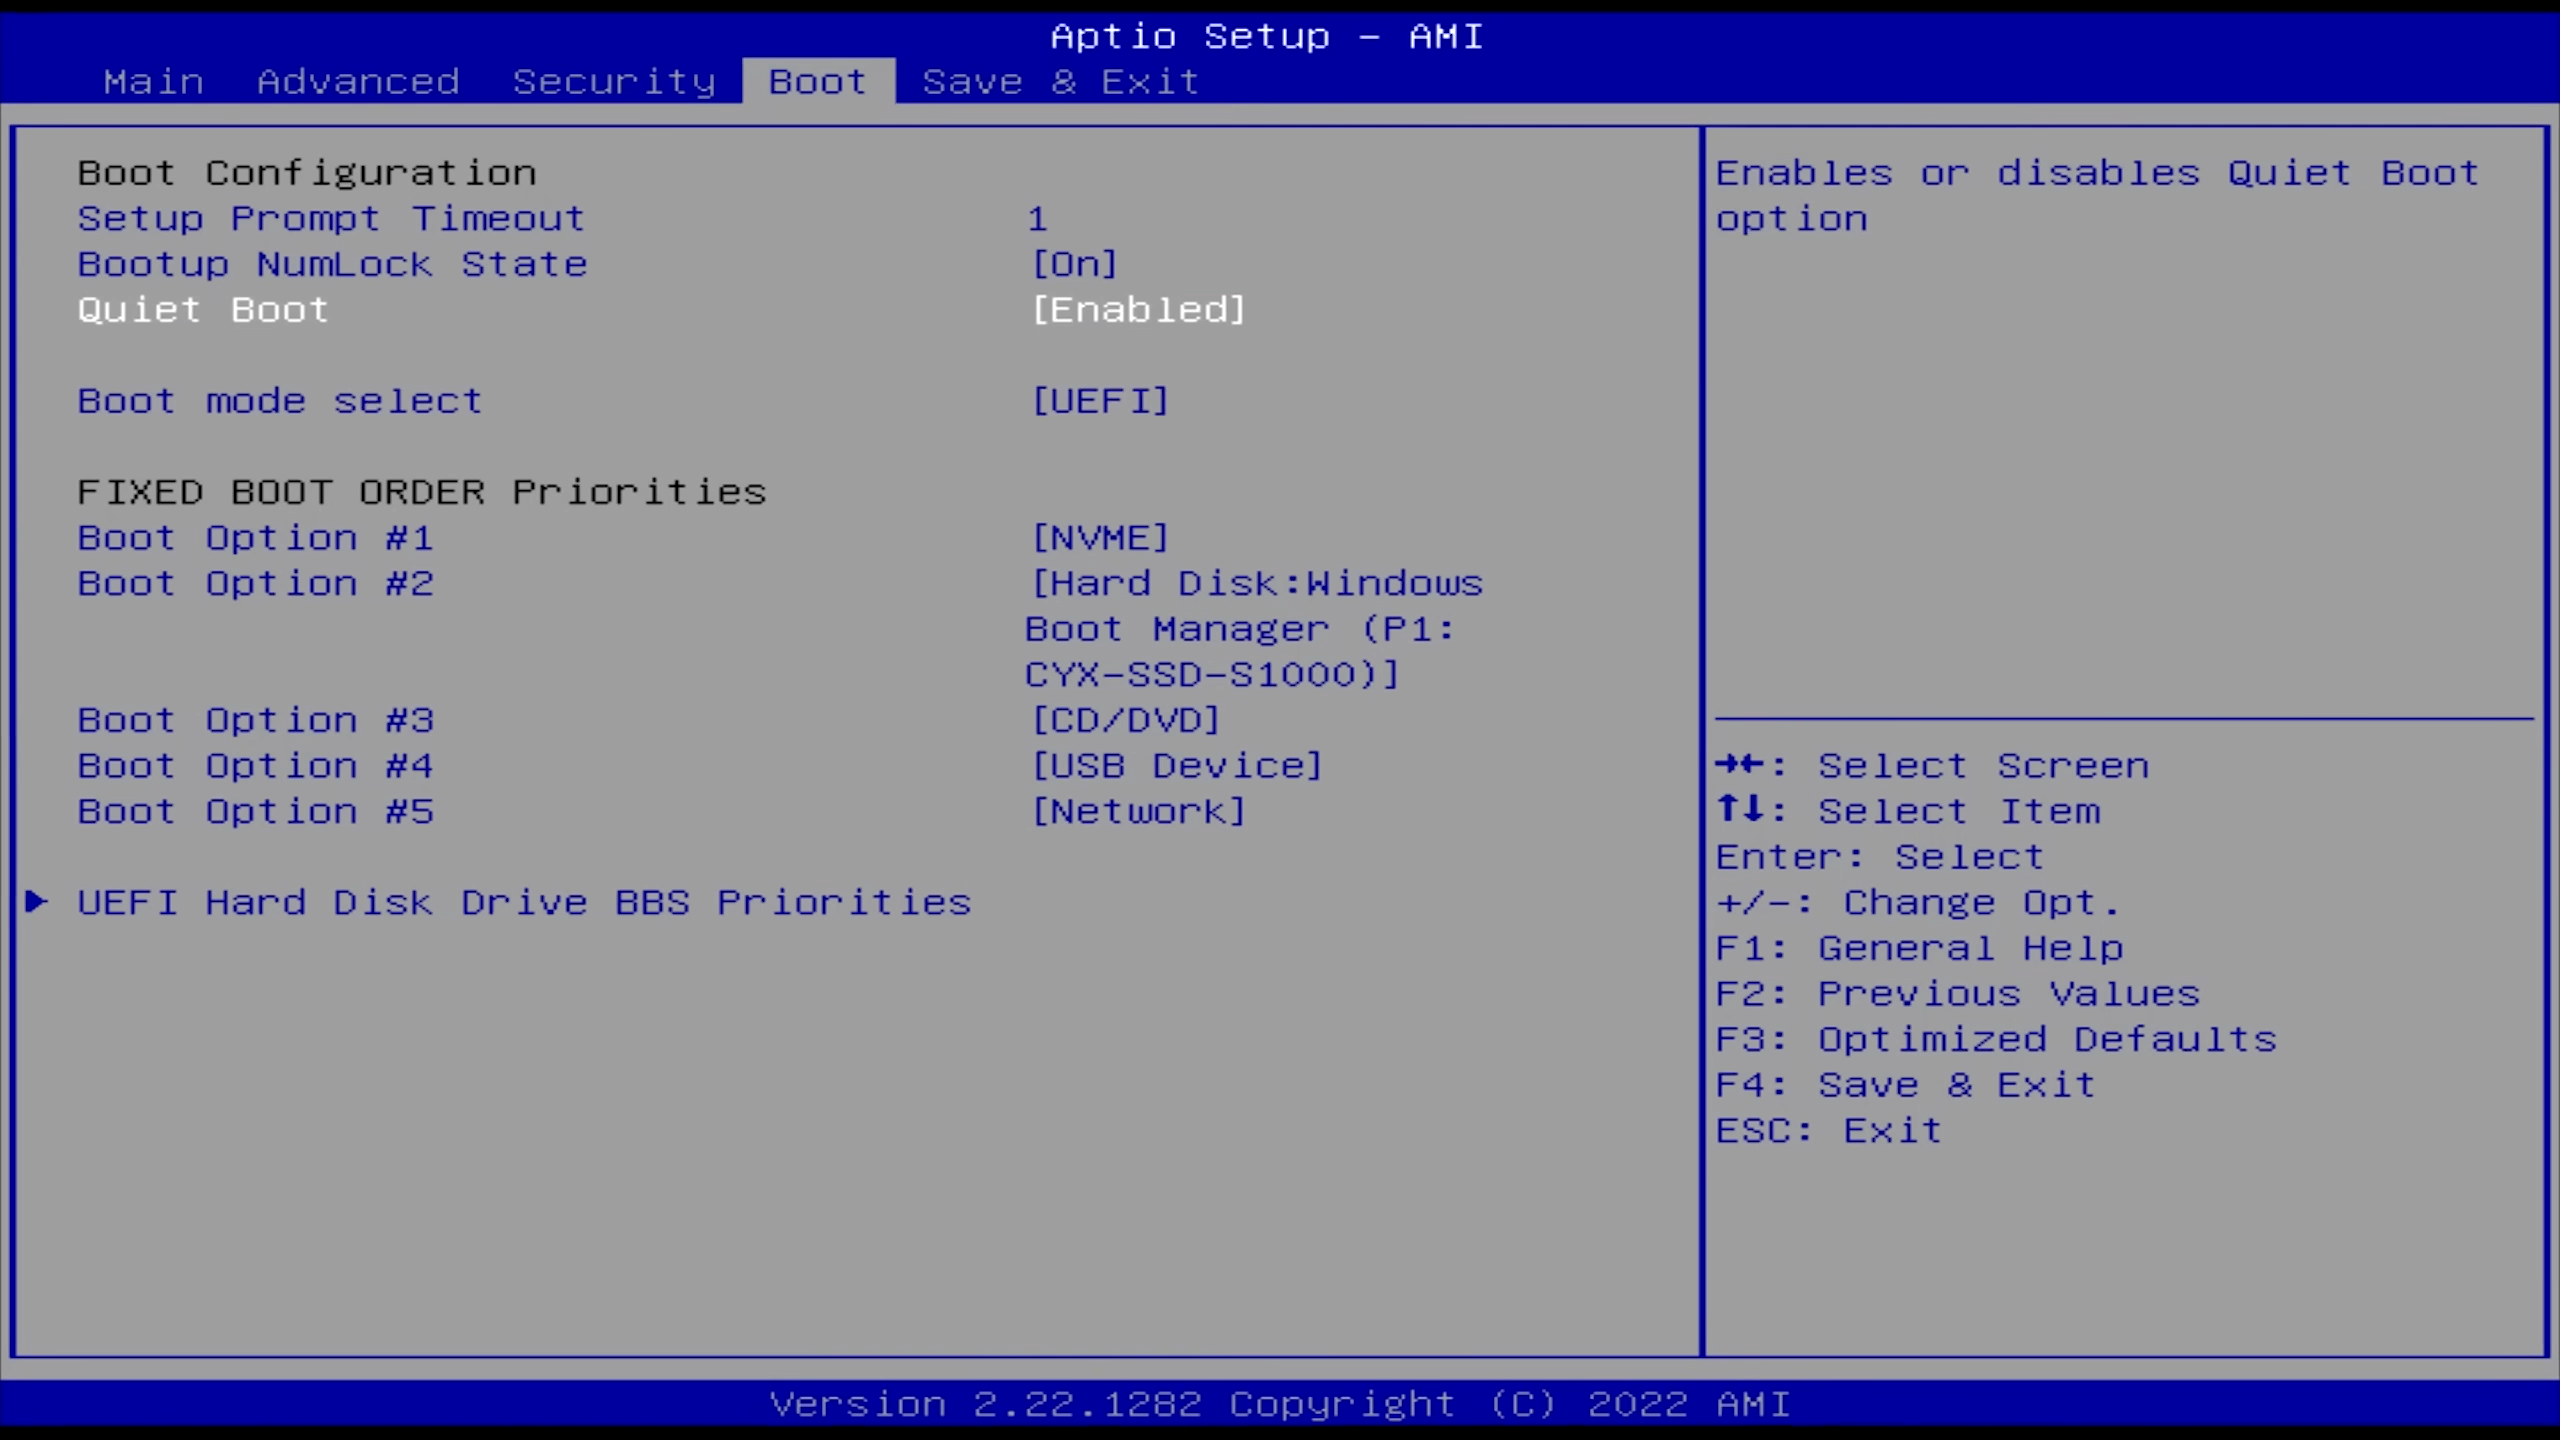 Aptio Setup - AMI
Main Advanced Security Boot Save & Exit
Boot Configuration
Setup Prompt Timeout 1
Bootup NumLock State [On]
Quiet Boot [Enabled]
Boot mode select [UEFI]
FIXED BOOT ORDER Priorities
Boot Option #1 [NVME]
Boot Option #2 [Hard Disk:Windows
Boot Manager (P1:
CYX-SSD-S1000)]
Boot Option #3 [CD/DVD]
Boot Option #4 [USB Device]
Boot Option #5 [Network]
▶ UEFI Hard Disk Drive BBS Priorities
Enables or disables Quiet Boot
option
→←: Select Screen
↑↓: Select Item
Enter: Select
+/-: Change Opt.
F1: General Help
F2: Previous Values
F3: Optimized Defaults
F4: Save & Exit
ESC: Exit
Version 2.22.1282 Copyright (C) 2022 AMI